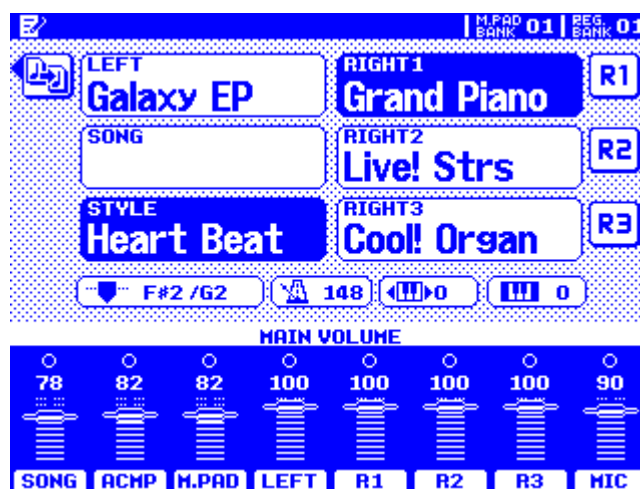 M.PAD BANK 01 REG. BANK 01
LEFT
Galaxy EP
RIGHT1
Grand Piano
R1
SONG
RIGHT2
Live! Strs
R2
STYLE
Heart Beat
RIGHT3
Cool! Organ
R3
F#2 /G2 148 0 0
MAIN VOLUME
78 82 82 100 100 100 100 90
SONG ACMP M.PAD LEFT R1 R2 R3 MIC